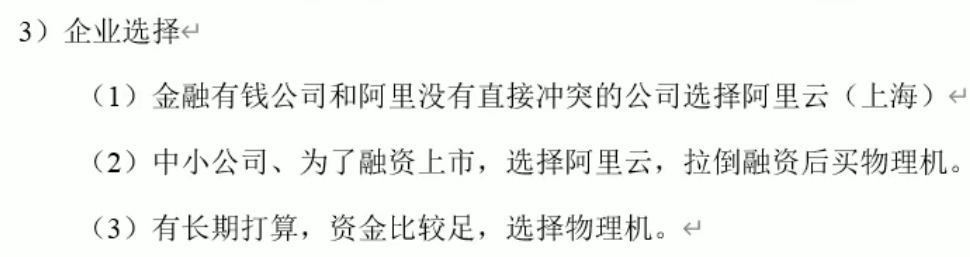 3）企业选择
（1）金融有钱公司和阿里没有直接冲突的公司选择阿里云（上海）
（2）中小公司、为了融资上市，选择阿里云，拉倒融资后买物理机。
（3）有长期打算，资金比较足，选择物理机。